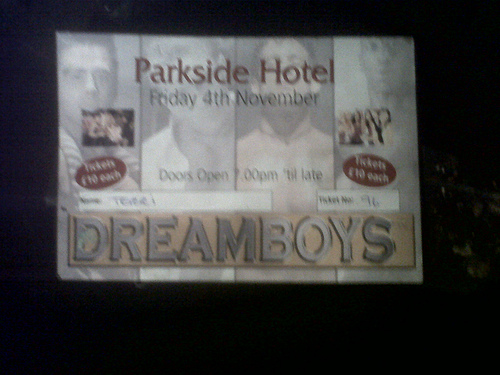 Parkside Hotel
Friday 4th November
Tickets
£10 each
Tickets
£10 each
Doors Open 7.00pm 'til late
Name:
Ticket No: 96
DREAMBOYS